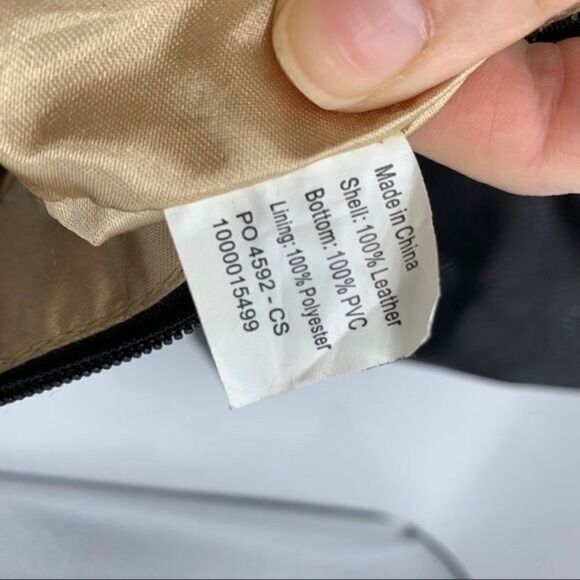 Made in China
Shell: 100% Leather
Bottom: 100% PVC
Lining: 100% Polyester
PO 4592 - CS
1000015499